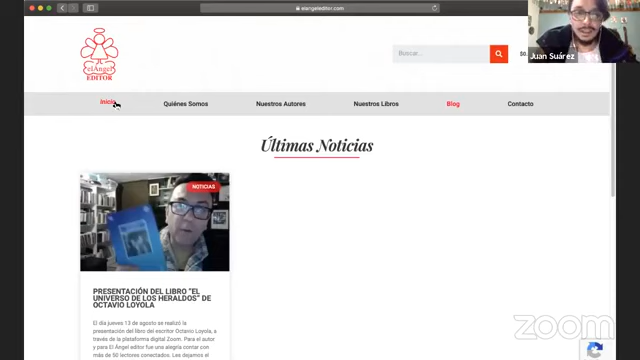 elangeleditor.com
elÁngel
EDITOR
Buscar...
$0.
Juan Suárez
Inicio
Quiénes Somos
Nuestros Autores
Nuestros Libros
Blog
Contacto
Últimas Noticias
NOTICIAS
PRESENTACIÓN DEL LIBRO "EL
UNIVERSO DE LOS HERALDOS" DE
OCTAVIO LOYOLA
El día jueves 13 de agosto se realizó la
presentación del libro del escritor Octavio Loyola, a
través de la plataforma digital Zoom. Para el autor
y para El Ángel editor fue una alegría contar con
más de 50 lectores conectados. Les dejamos el
zoom